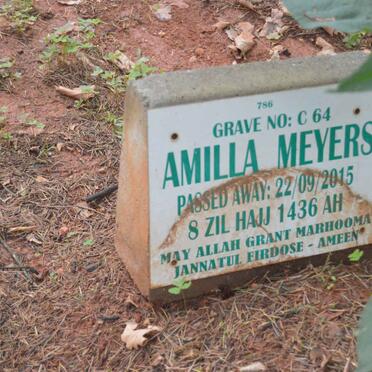 786
GRAVE NO: C 64
AMILLA MEYERS
PASSED AWAY: 22/09/2015
8 ZIL HAJJ 1436 AH
MAY ALLAH GRANT MARHOOMA
JANNATUL FIRDOSE - AMEEN